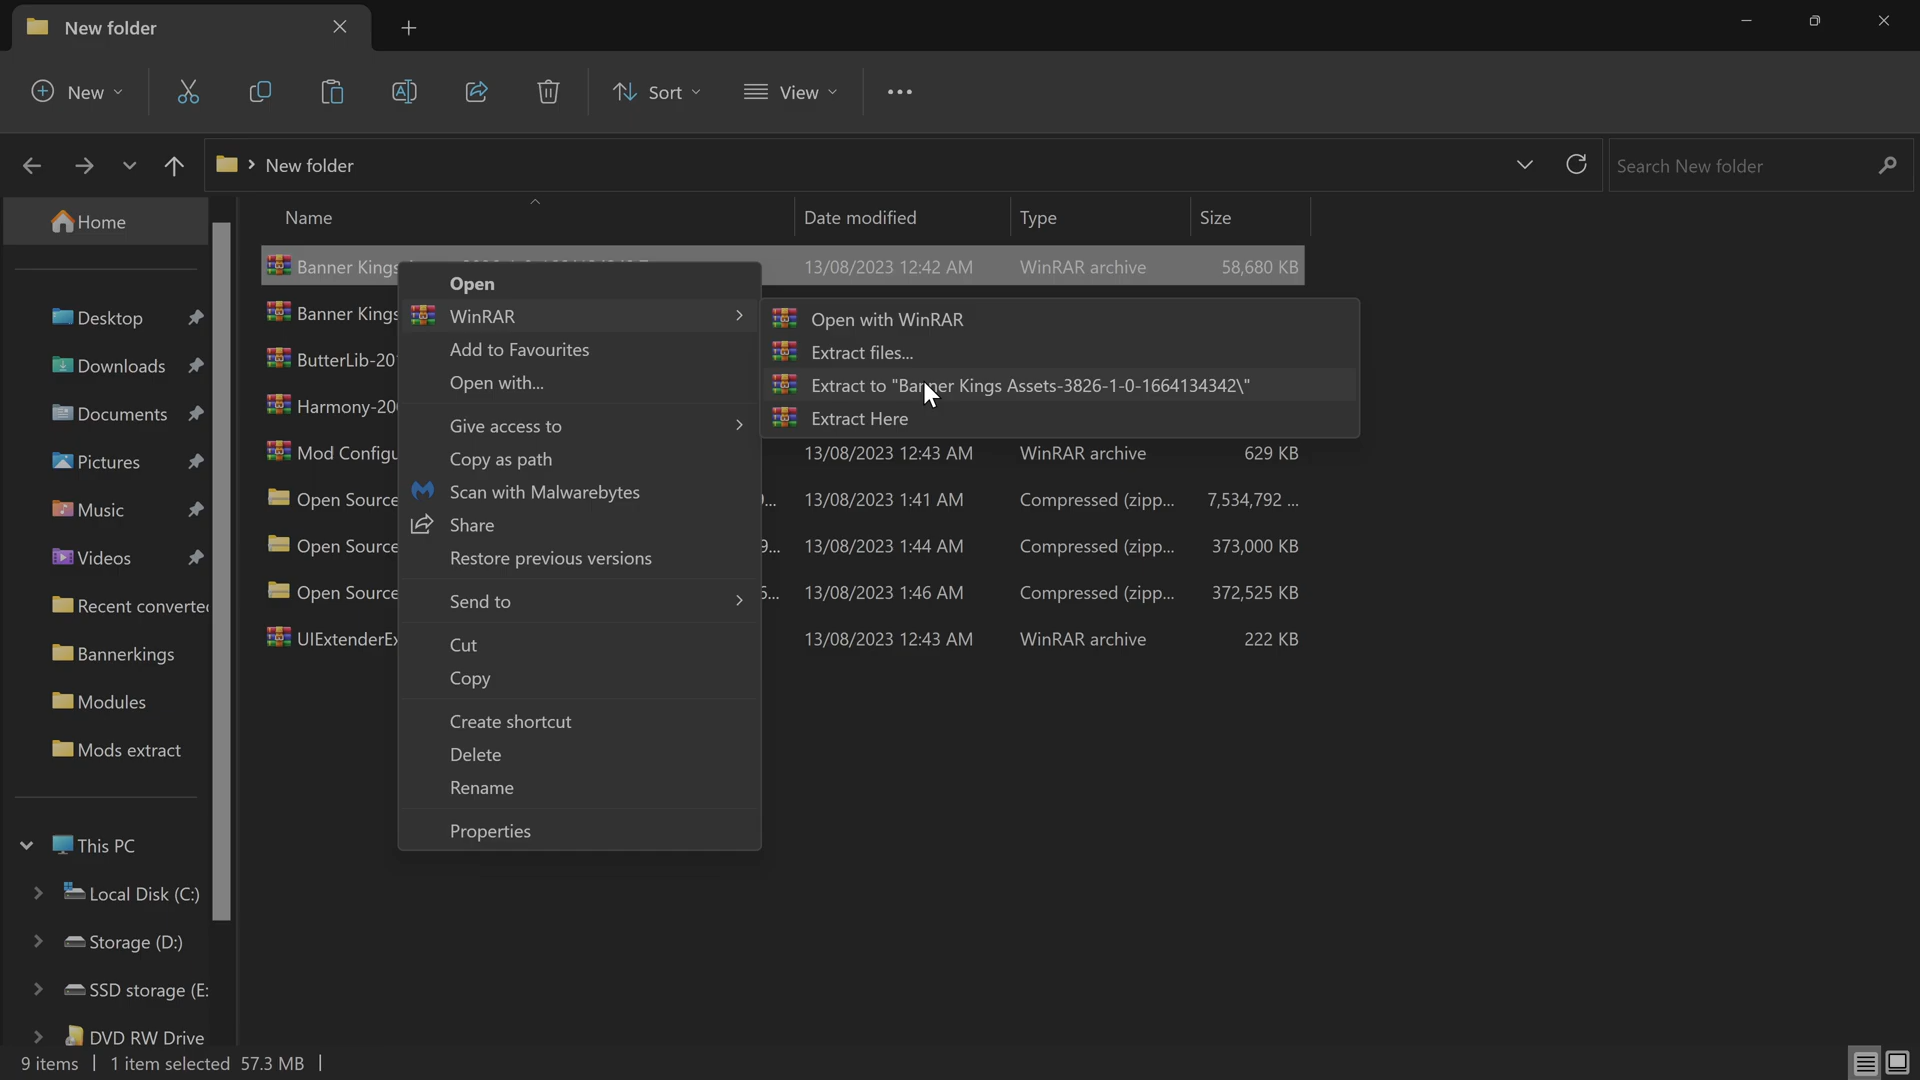 New folder
New
Sort
View
New folder
Search New folder
Name
Date modified
Type
Size
Home
Desktop
Downloads
Documents
Pictures
Music
Videos
Recent converted
Bannerkings
Modules
Mods extract
This PC
Local Disk (C:)
Storage (D:)
SSD storage (E:
DVD RW Drive
Banner Kings 13/08/2023 12:42 AM WinRAR archive 58,680 KB
Banner Kings
ButterLib-20
Harmony-20
Mod Configu 13/08/2023 12:43 AM WinRAR archive 629 KB
Open Source ... 13/08/2023 1:41 AM Compressed (zipp... 7,534,792 ...
Open Source 9... 13/08/2023 1:44 AM Compressed (zipp... 373,000 KB
Open Source 6... 13/08/2023 1:46 AM Compressed (zipp... 372,525 KB
UIExtenderEx 13/08/2023 12:43 AM WinRAR archive 222 KB
Open
WinRAR
Add to Favourites
Open with...
Give access to
Copy as path
Scan with Malwarebytes
Share
Restore previous versions
Send to
Cut
Copy
Create shortcut
Delete
Rename
Properties
Open with WinRAR
Extract files...
Extract to "Banner Kings Assets-3826-1-0-1664134342\"
Extract Here
9 items | 1 item selected 57.3 MB |